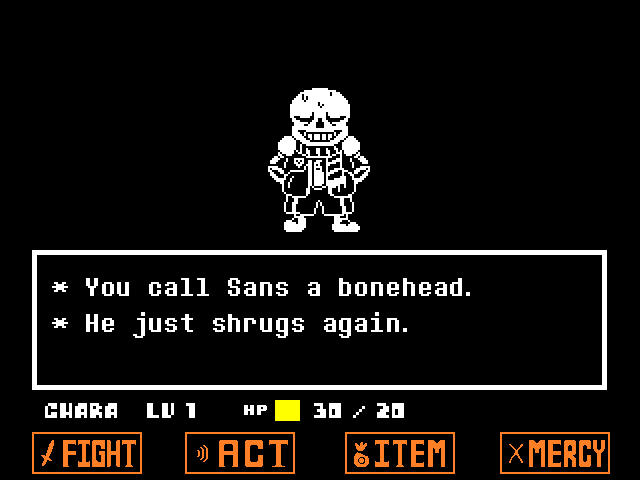 * You call Sans a bonehead.
* He just shrugs again.
CHARA LV 1 HP 30 / 20
FIGHT ACT ITEM MERCY